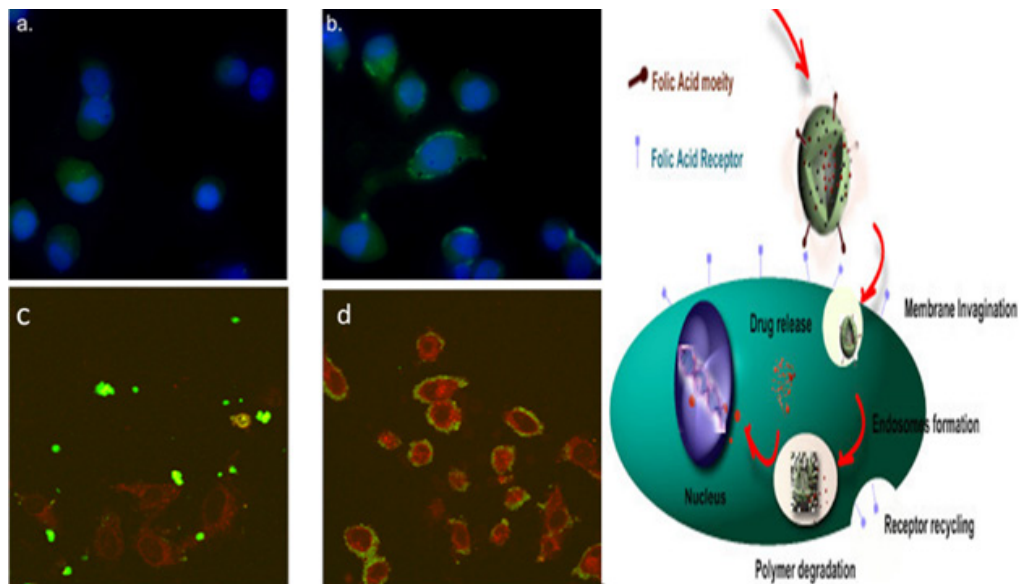 a.
b.
c
d
Folic Acid moeity
Folic Acid Receptor
Membrane Invagination
Drug release
Endosomes formation
Nucleus
Receptor recycling
Polymer degradation